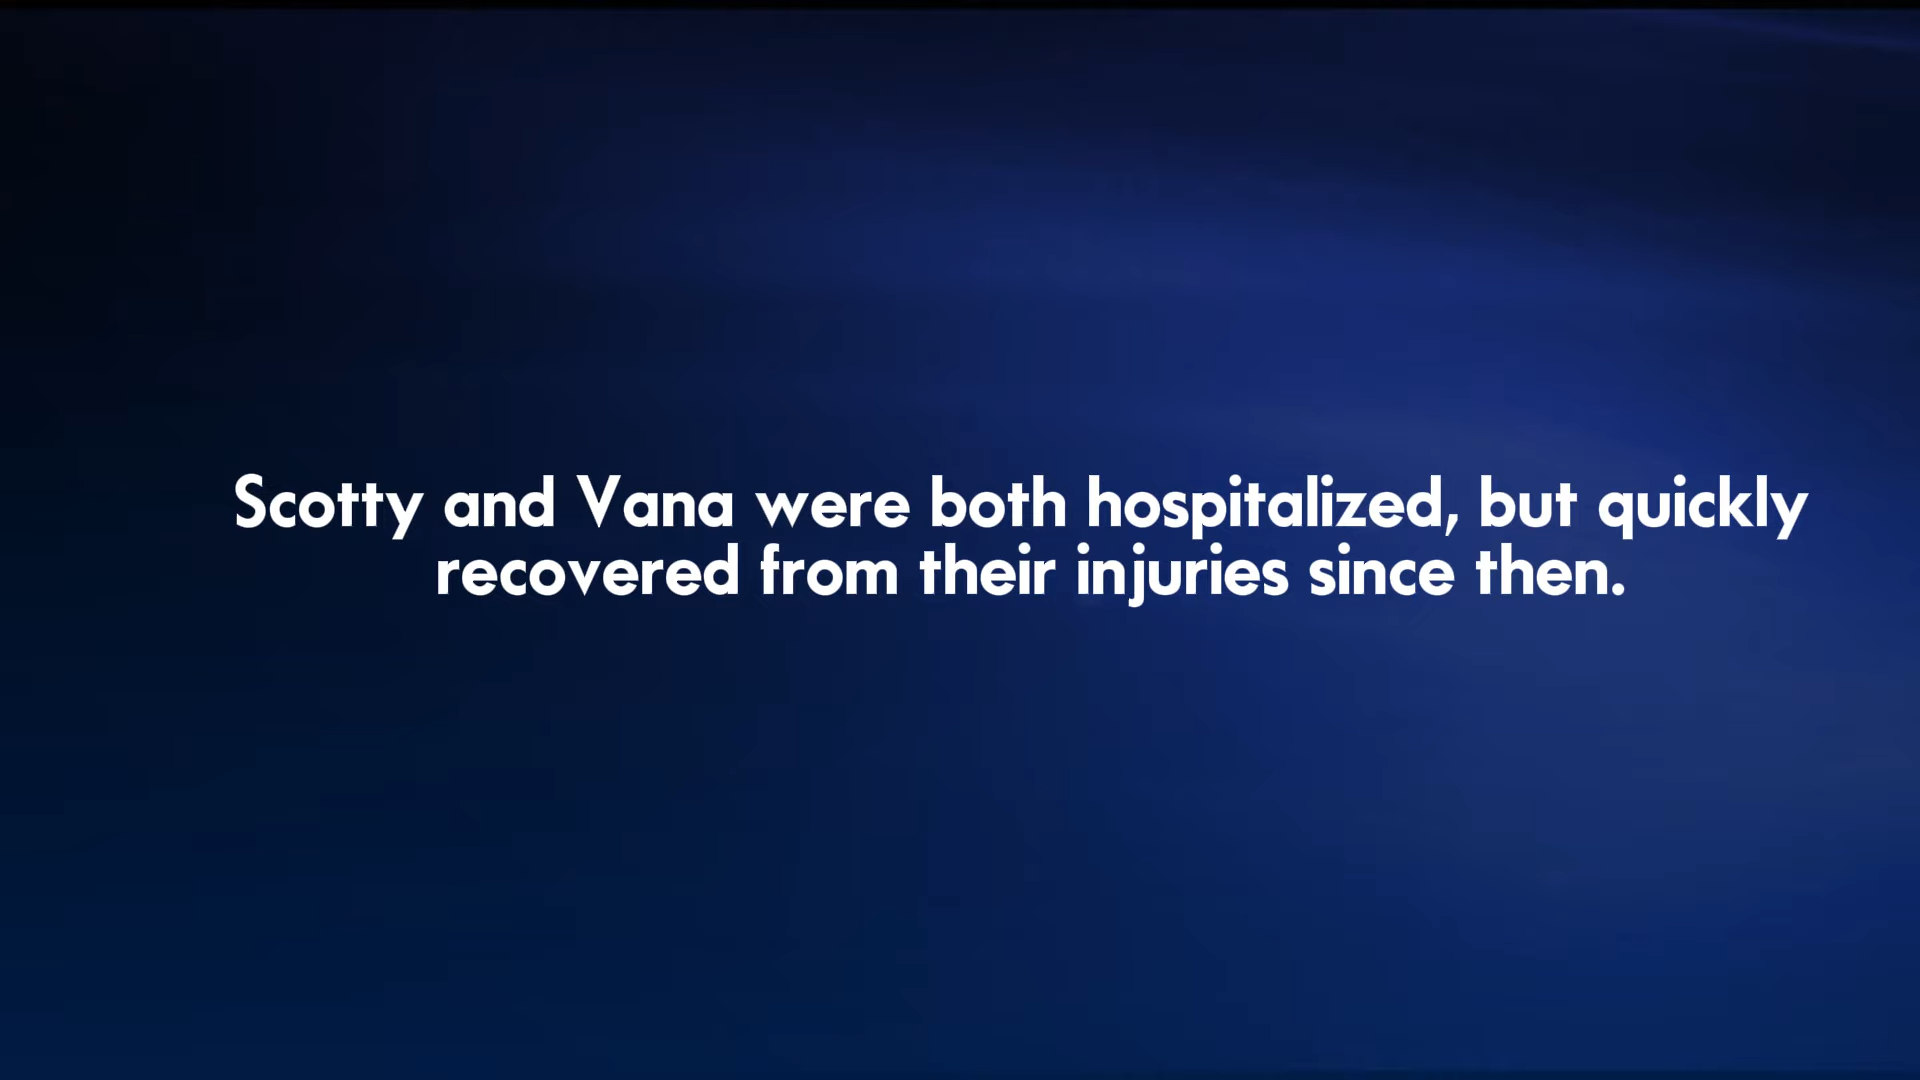 Scotty and Vana were both hospitalized, but quickly
recovered from their injuries since then.